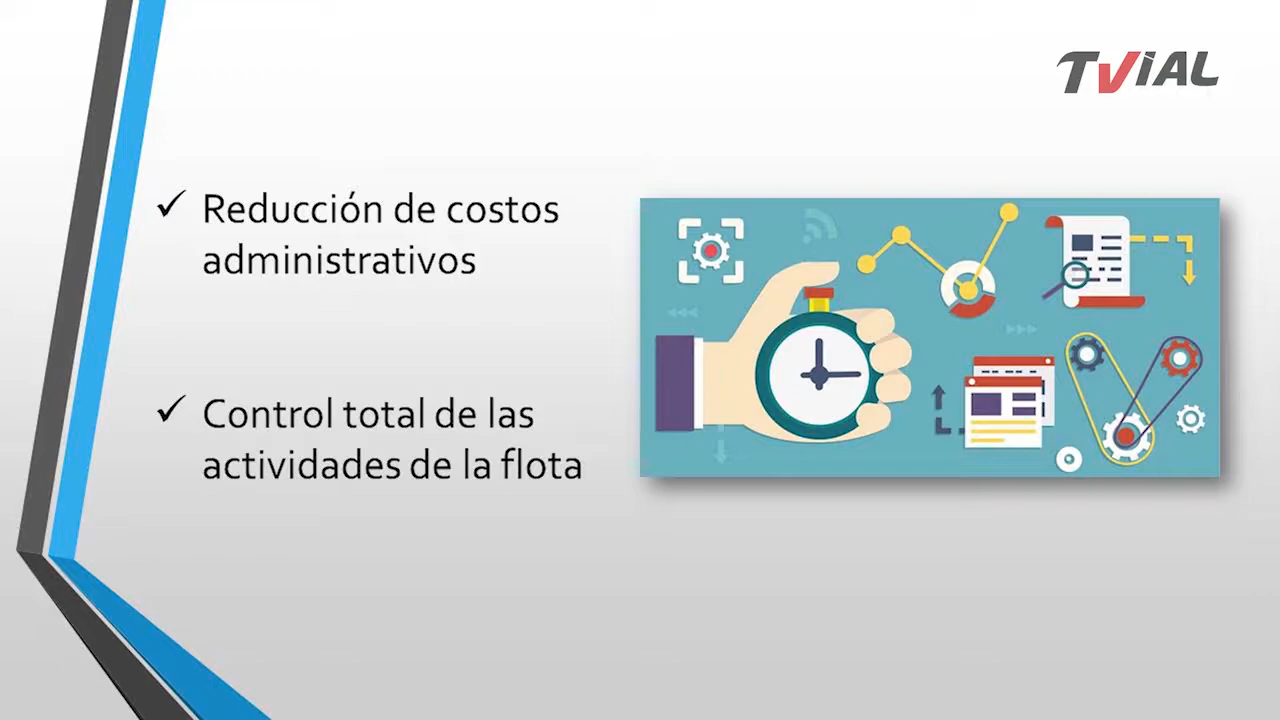 TViAL
✓ Reducción de costos
administrativos
✓ Control total de las
actividades de la flota